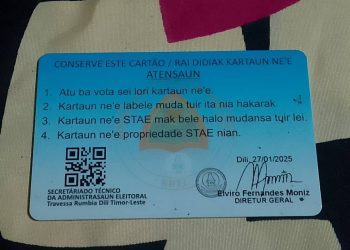 CONSERVE ESTE CARTÃO / RAI DIDIAK KARTAUN NE'E
ATENSAUN
1. Atu ba vota sei lori kartaun ne'e.
2. Kartaun ne'e labele muda tuir ita nia hakarak.
3. Kartaun ne'e mak STAE mak bele halo mudansa tuir lei.
4. Kartaun ne'e propriedade STAE nian.
Dili, 27/01/2025
SECRETARIADO TÉCNICO
DA ADMINISTRASAUN ELEITORAL
Travessa Rumbia Dili Timor-Leste
Elviro Fernandes Moniz
DIRETUR GERAL